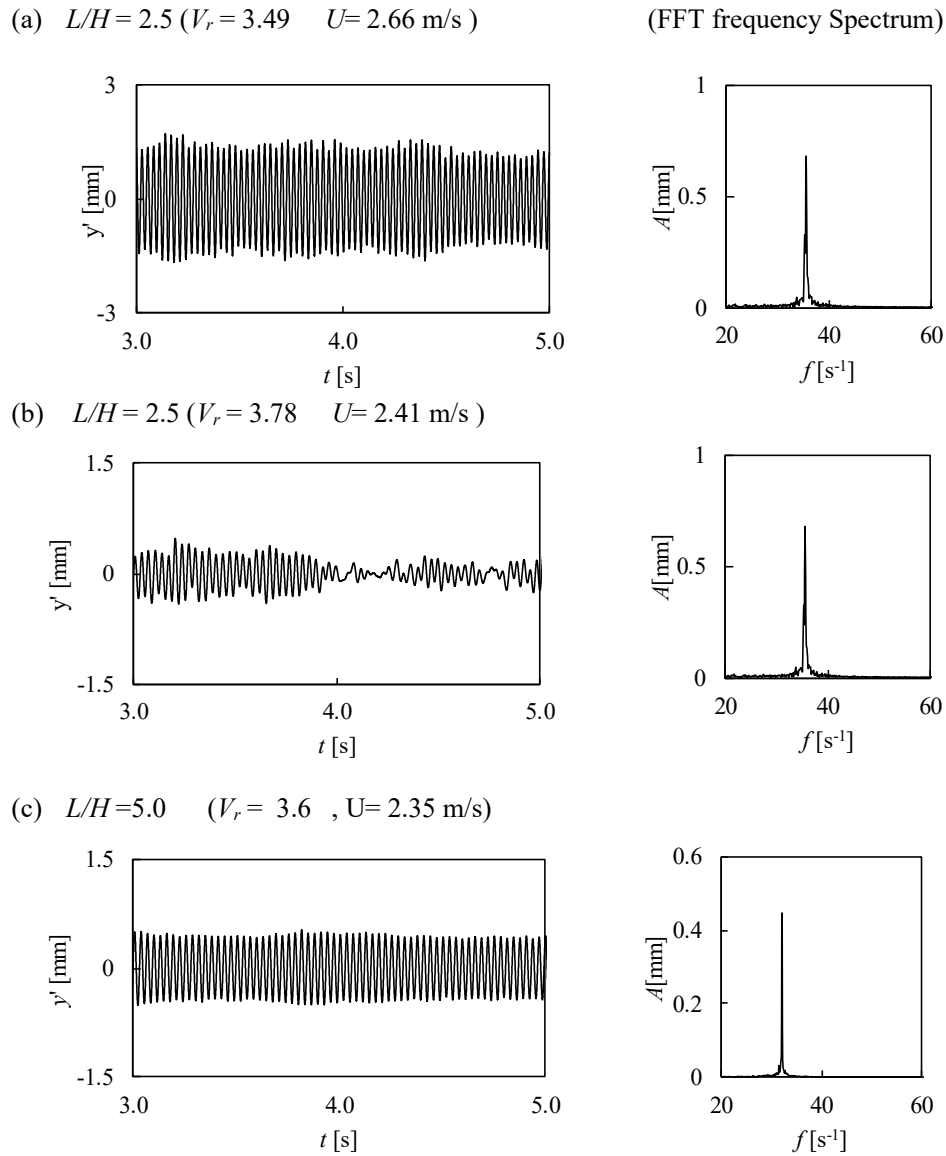 (a) L/H = 2.5 (Vr = 3.49 U= 2.66 m/s ) (FFT frequency Spectrum)
3
0
-3
y' [mm]
3.0 4.0 5.0
t [s]
1
0.5
0
A[mm]
20 40 60
f [s-1]
(b) L/H = 2.5 (Vr = 3.78 U= 2.41 m/s )
1.5
0
-1.5
y' [mm]
3.0 4.0 5.0
t [s]
1
0.5
0
A[mm]
20 40 60
f [s-1]
(c) L/H =5.0 (Vr = 3.6 , U= 2.35 m/s)
1.5
0
-1.5
y' [mm]
3.0 4.0 5.0
t [s]
0.6
0.4
0.2
0
A[mm]
20 40 60
f [s-1]